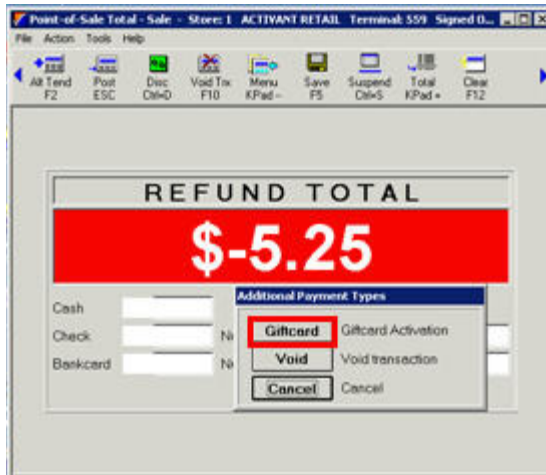 Point-of-Sale Total - Sale - Store: 1 ACTIVANT RETAIL Terminal: 559 Signed O...
File Action Tools Help
Alt Tend Post Disc Void Trx Menu Save Suspend Total Clear
F2 ESC Ctrl+D F10 KPad - F5 Ctrl+S KPad + F12
REFUND TOTAL
$-5.25
Additional Payment Types
Cash
Giftcard Giftcard Activation
Check
Void Void transaction
Bankcard
Cancel Cancel